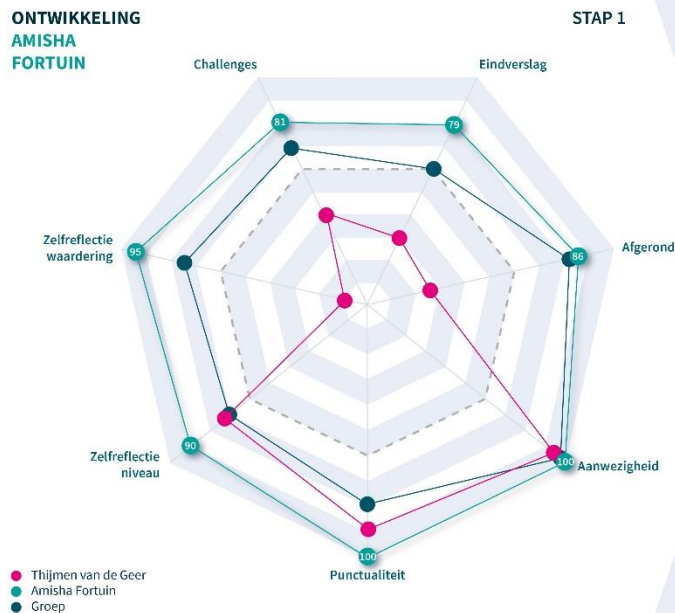 ONTWIKKELING
AMISHA
FORTUIN
STAP 1
Challenges
Eindverslag
81
79
Zelfreflectie
waardering
95
Afgerond
86
Zelfreflectie
niveau
90
Aanwezigheid
100
100
Punctualiteit
Thijmen van de Geer
Amisha Fortuin
Groep